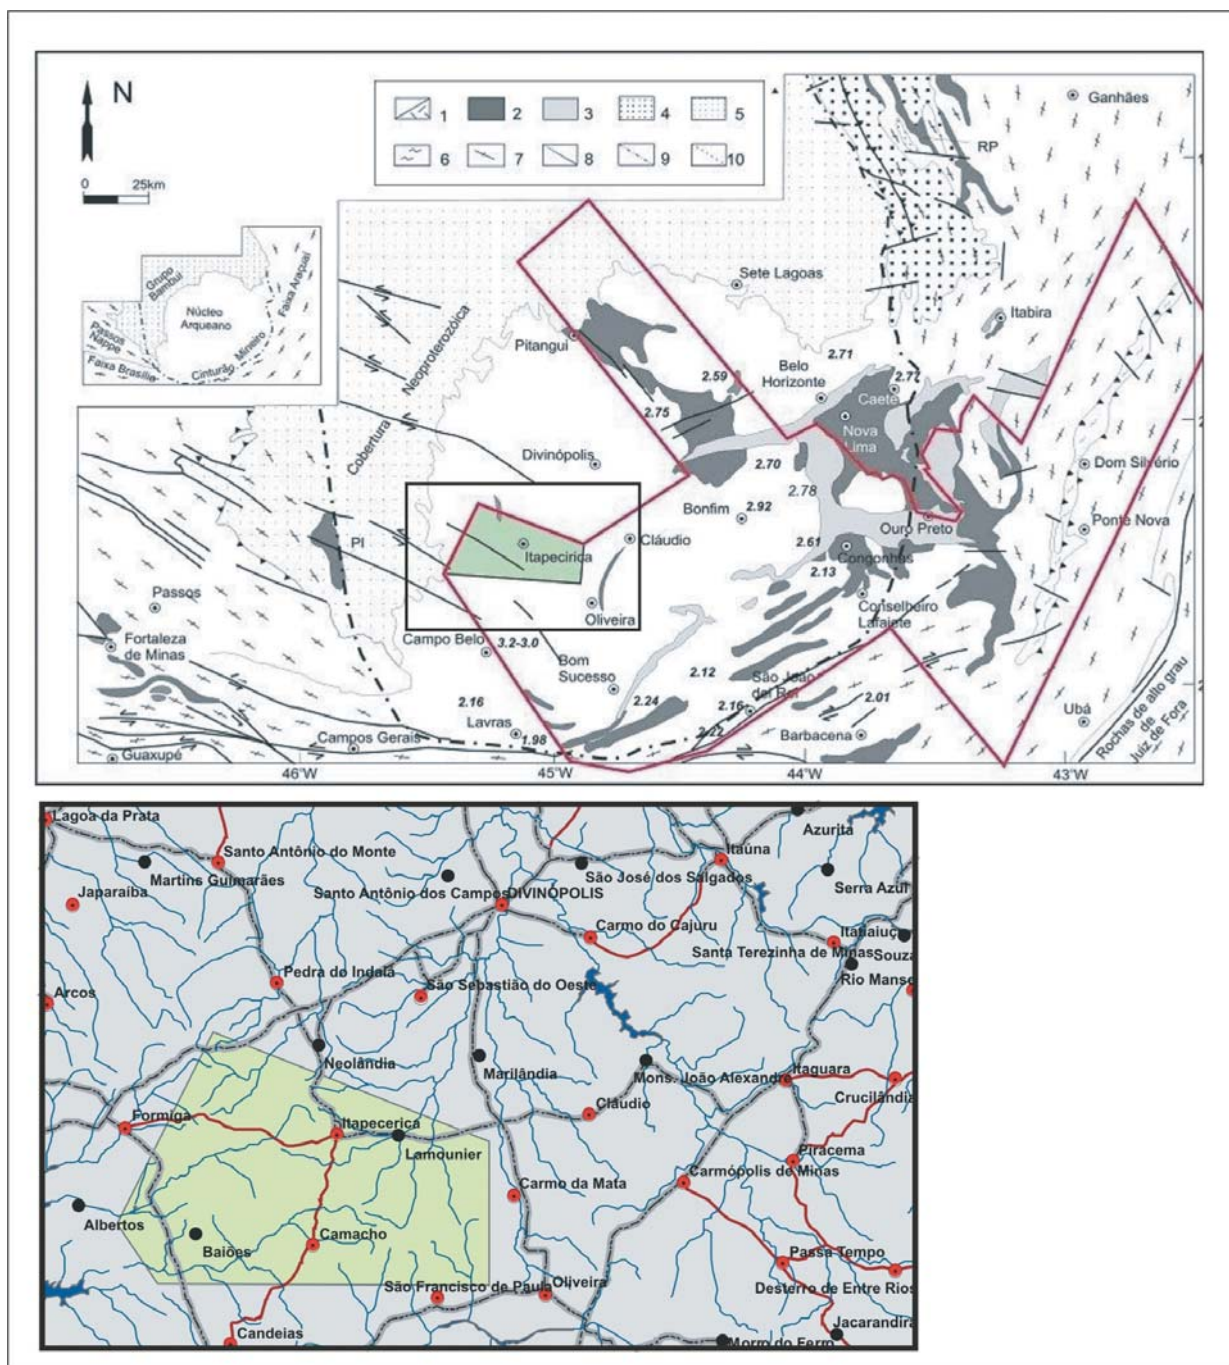 N
0 25km
1 2 3 4 5
6 7 8 9 10
Ganhães
RP
Grupo
Bambuí
Núcleo
Arqueano
Faixa Araçuaí
Passos
Nappe
Faixa Brasília
Cinturão Mineiro
Sete Lagoas
Itabira
Pitangui
Neoproterozóica
Cobertura
2.71
Belo
Horizonte
2.59
2.77
Caeté
2.75
Nova
Lima
Divinópolis
2.70
Dom Silvério
2.78
Bonfim
2.92
Ouro Preto
Ponte Nova
PI
Itapecirica
Cláudio
2.61
Congonhas
2.13
Passos
Oliveira
Conselheiro
Lafaiete
Fortaleza
de Minas
Campo Belo
3.2-3.0
Bom
Sucesso
2.12
São João
del Rei
2.16
2.24
2.16
2.01
Ubá
Lavras
1.98
2.22
Barbacena
Campos Gerais
Guaxupé
Rochas de alto grau
de
Juiz de Fora
46°W
45°W
44°W
43°W
Lagoa da Prata
Azurita
Santo Antônio do Monte
Itaúna
Martins Guimarães
São José dos Salgados
Serra Azul
Japaraíba
Santo Antônio dos Campos
DIVINÓPOLIS
Carmo do Cajuru
Itatiaiuç
Santa Terezinha de Minas
Souza
Pedra do Indaiá
Rio Manso
Arcos
São Sebastião do Oeste
Neolândia
Marilândia
Mons. João Alexandre
Itaguara
Crucilândia
Formiga
Itapecerica
Cláudio
Lamounier
Piracema
Carmo da Mata
Carmópolis de Minas
Albertos
Baiões
Camacho
Passa Tempo
São Francisco de Paula
Oliveira
Desterro de Entre Rios
Candeias
Morro do Ferro
Jacarandira